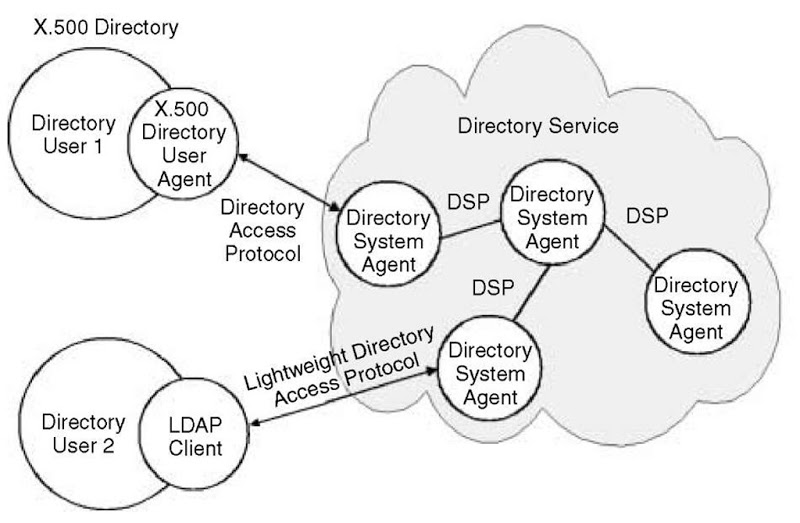 X.500 Directory
Directory
User 1
X.500
Directory
User
Agent
Directory
Access
Protocol
Directory Service
Directory
System
Agent
DSP
Directory
System
Agent
DSP
Directory
System
Agent
DSP
Directory
System
Agent
Lightweight Directory
Access Protocol
Directory
User 2
LDAP
Client